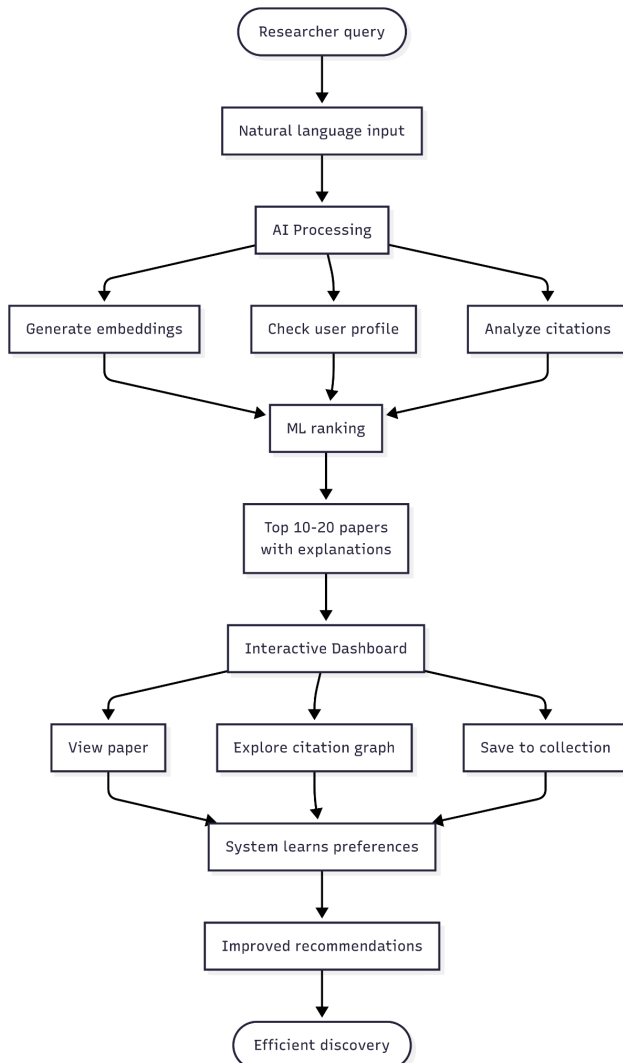 Researcher query
Natural language input
AI Processing
Generate embeddings
Check user profile
Analyze citations
ML ranking
Top 10-20 papers
with explanations
Interactive Dashboard
View paper
Explore citation graph
Save to collection
System learns preferences
Improved recommendations
Efficient discovery